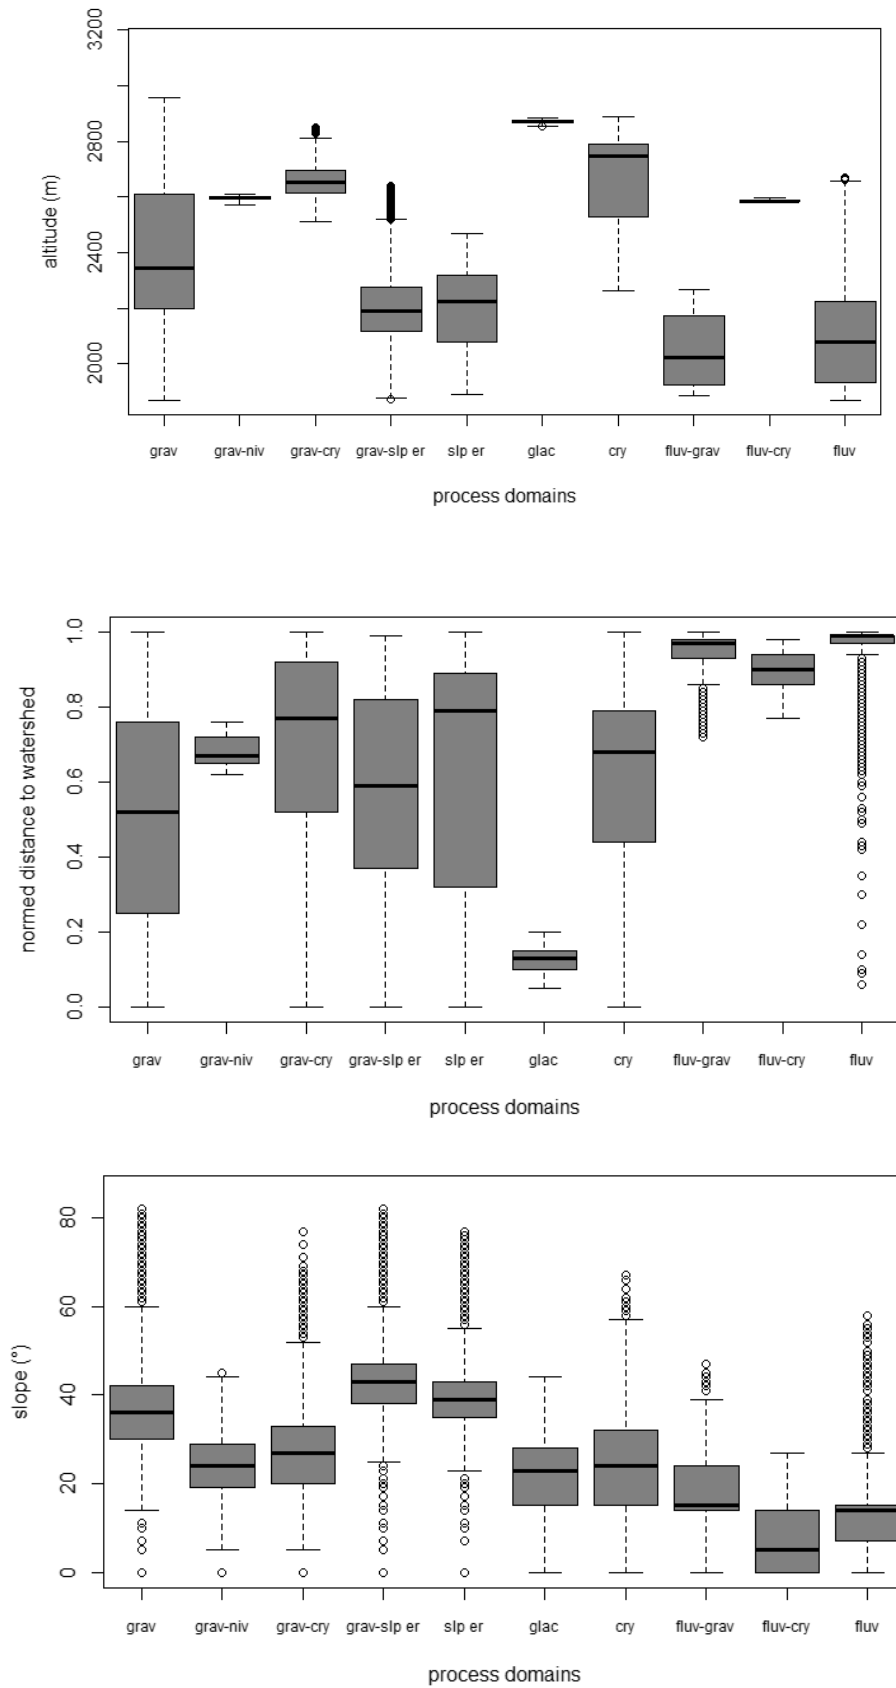 3200
2800
2400
2000
altitude (m)
grav grav-niv grav-cry grav-slp er slp er glac cry fluv-grav fluv-cry fluv
process domains
1.0
0.8
0.6
0.4
0.2
0.0
normed distance to watershed
grav grav-niv grav-cry grav-slp er slp er glac cry fluv-grav fluv-cry fluv
process domains
80
60
40
20
0
slope (°)
grav grav-niv grav-cry grav-slp er slp er glac cry fluv-grav fluv-cry fluv
process domains